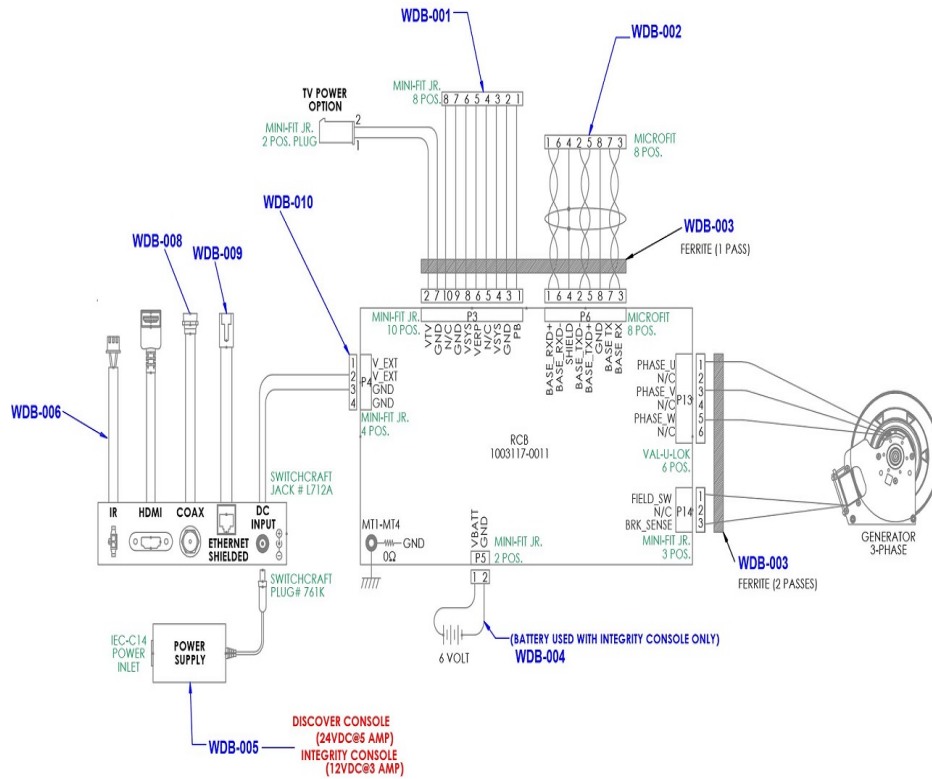 WDB-001
WDB-002
MINI-FIT JR.
8 POS.
8 7 6 5 4 3 2 1
TV POWER
OPTION
MINI-FIT JR.
2 POS. PLUG
2
1
1 6 4 2 5 8 7 3
MICROFIT
8 POS.
WDB-010
WDB-008
WDB-009
WDB-003
FERRITE (1 PASS)
2 7 10 9 8 6 5 4 3 1
1 6 4 2 5 8 7 3
MINI-FIT JR.
10 POS.
P3
P6
MICROFIT
8 POS.
VTV
GND
N/C
GND
VSYS
VERP
N/C
VSYS
GND
PB
BASE_RXD+
BASE_RXD-
SHIELD
BASE_TXD-
BASE_TXD+
GND
BASE TX
BASE RX
1
2
3
4
P4
V_EXT
V_EXT
GND
GND
MINI-FIT JR.
4 POS.
PHASE_U
N/C
PHASE_V
N/C
PHASE_W
N/C
P13
1
2
3
4
5
6
VAL-U-LOK
6 POS.
WDB-006
RCB
1003117-0011
SWITCHCRAFT
JACK # L712A
FIELD_SW
N/C
BRK_SENSE
P14
1
2
3
MINI-FIT JR.
3 POS.
GENERATOR
3-PHASE
IR
HDMI
COAX
ETHERNET
SHIELDED
DC
INPUT
MT1-MT4
GND
0Ω
VBATT
GND
P5
MINI-FIT JR.
2 POS.
1 2
WDB-003
FERRITE (2 PASSES)
SWITCHCRAFT
PLUG# 761K
IEC-C14
POWER
INLET
POWER
SUPPLY
6 VOLT
(BATTERY USED WITH INTEGRITY CONSOLE ONLY)
WDB-004
WDB-005
DISCOVER CONSOLE
(24VDC@5 AMP)
INTEGRITY CONSOLE
(12VDC@3 AMP)